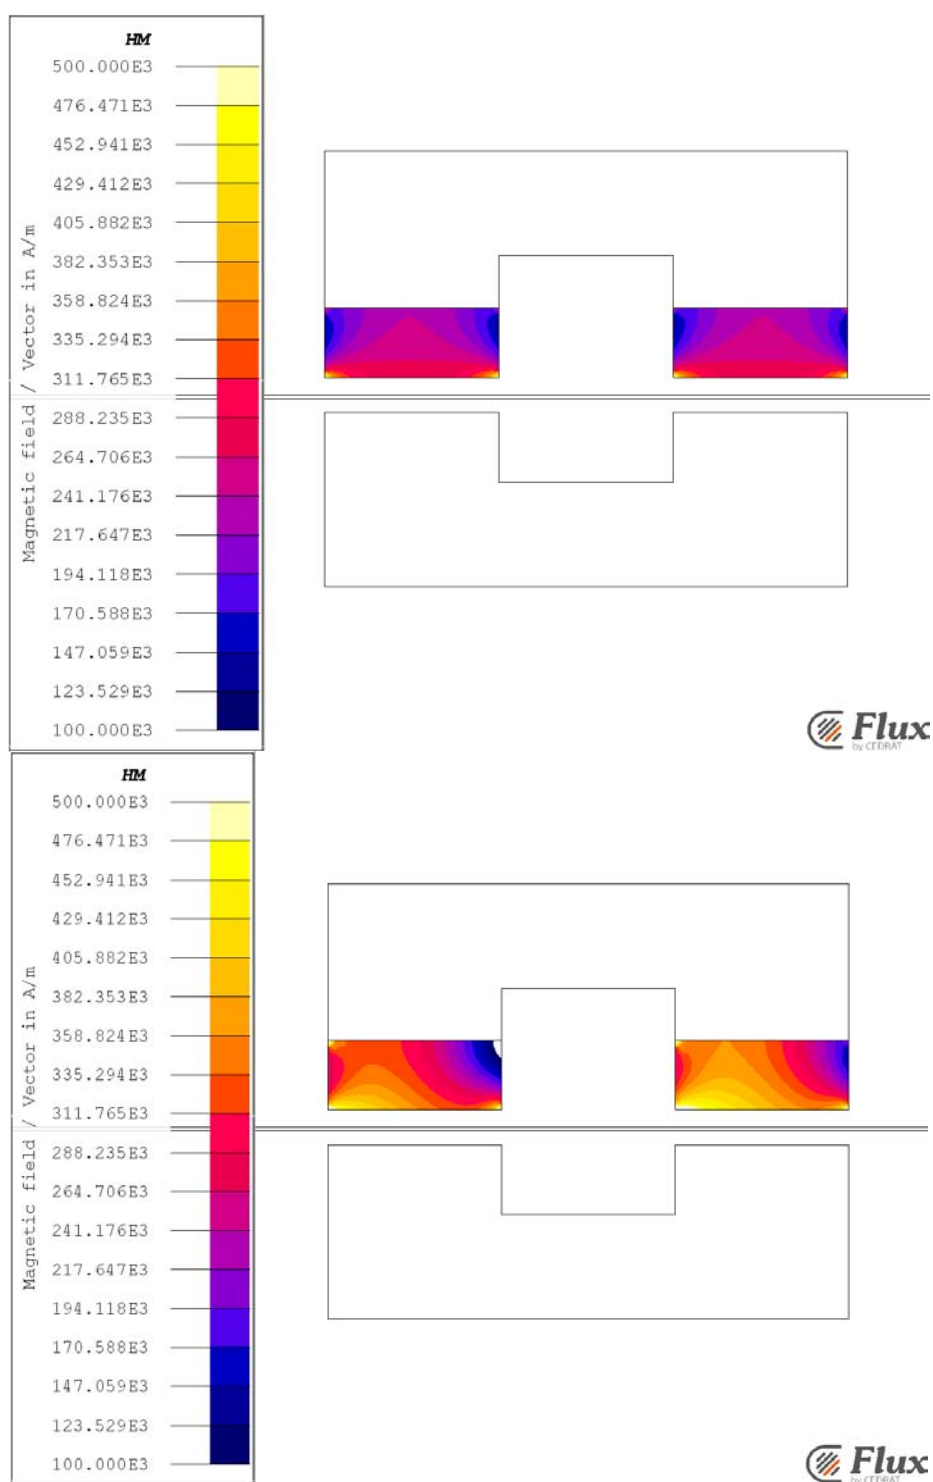 HM
500.000E3
476.471E3
452.941E3
429.412E3
405.882E3
382.353E3
358.824E3
335.294E3
311.765E3
288.235E3
264.706E3
241.176E3
217.647E3
194.118E3
170.588E3
147.059E3
123.529E3
100.000E3
Magnetic field / Vector in A/m
Flux
by CEDRAT
HM
500.000E3
476.471E3
452.941E3
429.412E3
405.882E3
382.353E3
358.824E3
335.294E3
311.765E3
288.235E3
264.706E3
241.176E3
217.647E3
194.118E3
170.588E3
147.059E3
123.529E3
100.000E3
Magnetic field / Vector in A/m
Flux
by CEDRAT